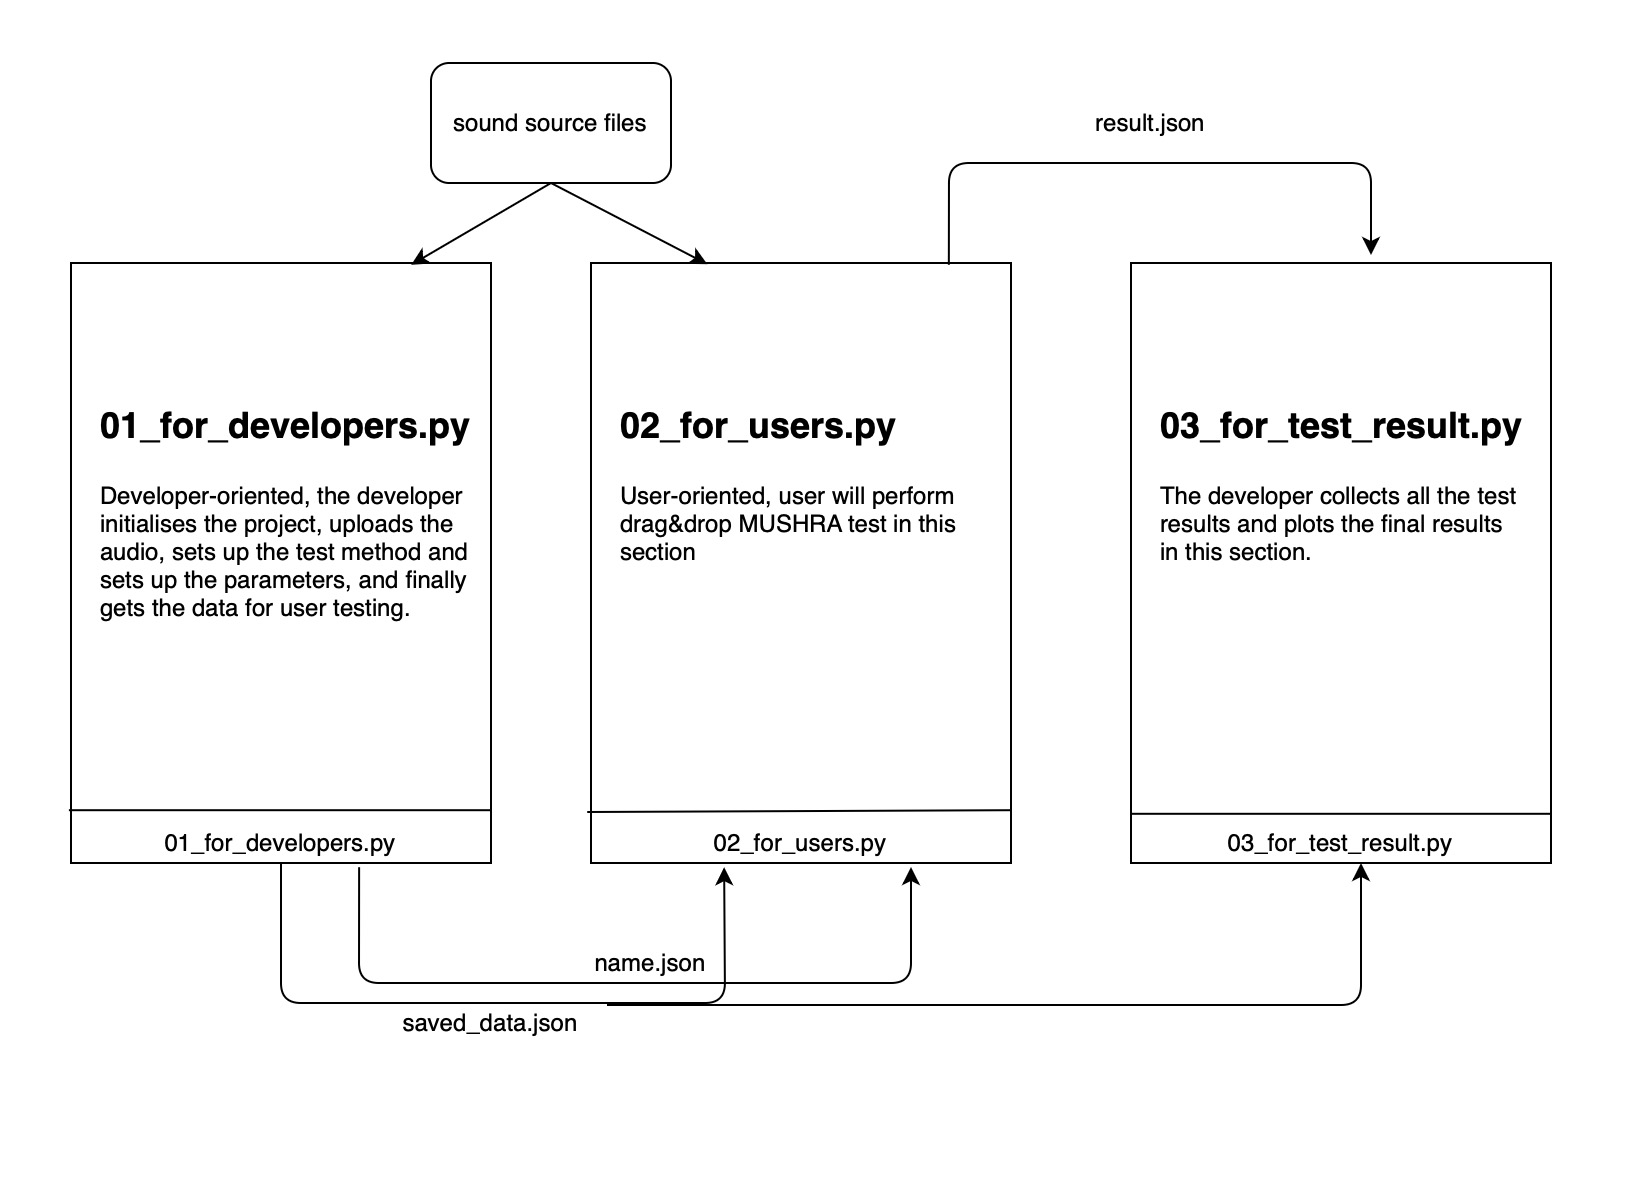 sound source files
result.json
01_for_developers.py
Developer-oriented, the developer
initialises the project, uploads the
audio, sets up the test method and
sets up the parameters, and finally
gets the data for user testing.
01_for_developers.py
02_for_users.py
User-oriented, user will perform
drag&drop MUSHRA test in this
section
02_for_users.py
03_for_test_result.py
The developer collects all the test
results and plots the final results
in this section.
03_for_test_result.py
name.json
saved_data.json